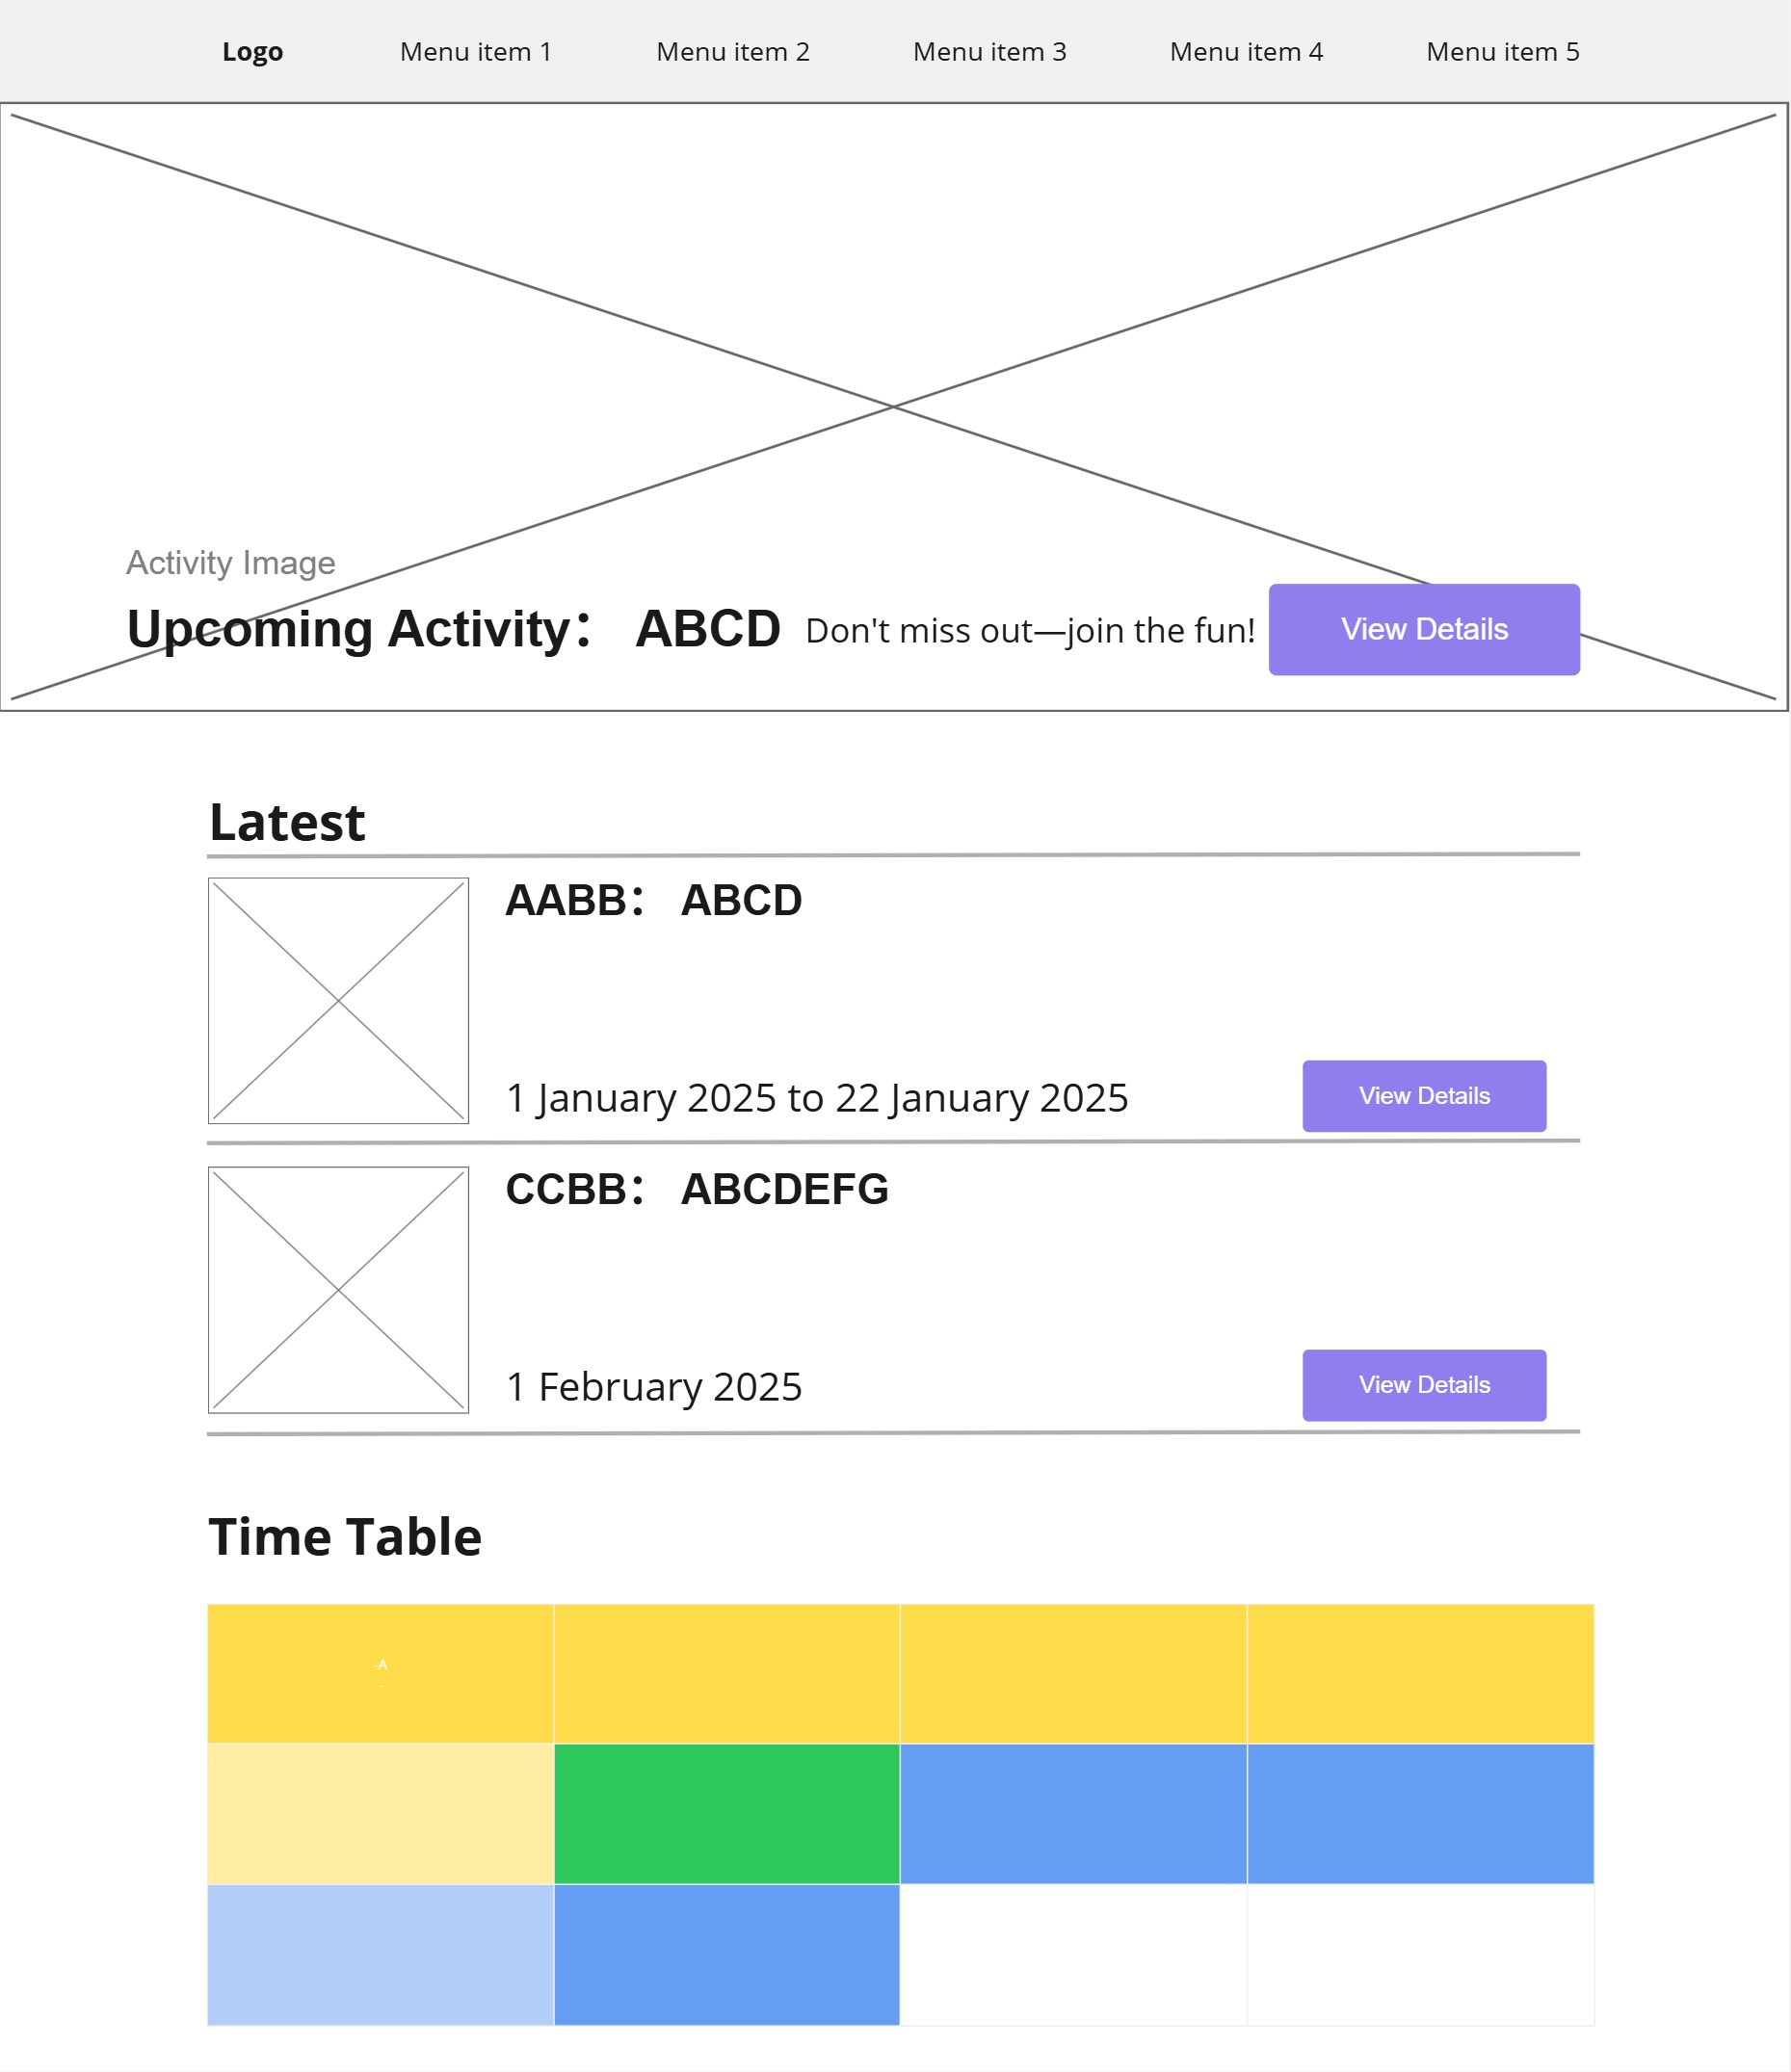 Logo Menu item 1 Menu item 2 Menu item 3 Menu item 4 Menu item 5
Activity Image
Upcoming Activity： ABCD Don't miss out—join the fun! View Details
Latest
AABB： ABCD
1 January 2025 to 22 January 2025 View Details
CCBB： ABCDEFG
1 February 2025 View Details
Time Table
-A
-